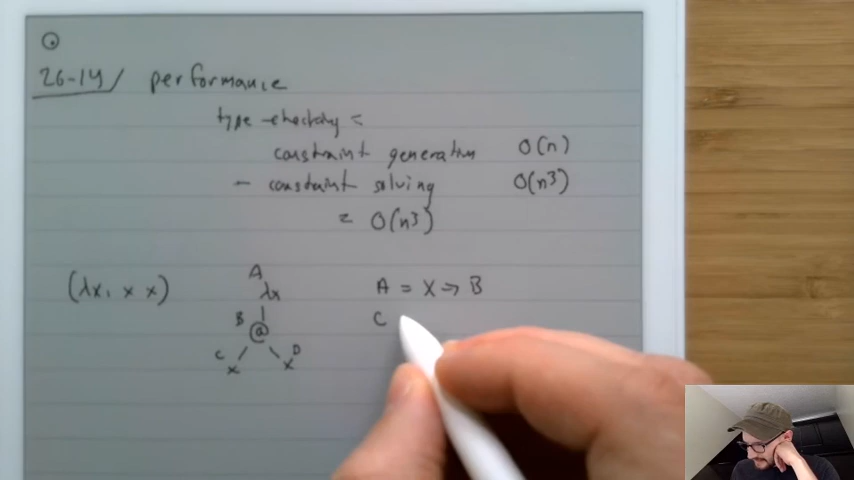 26-14/ performance
type-checking =
constraint generation O(n)
- constraint solving O(n³)
= O(n³)
(λx. x x)
A
λx
B @
C D
x x
A = X → B
C